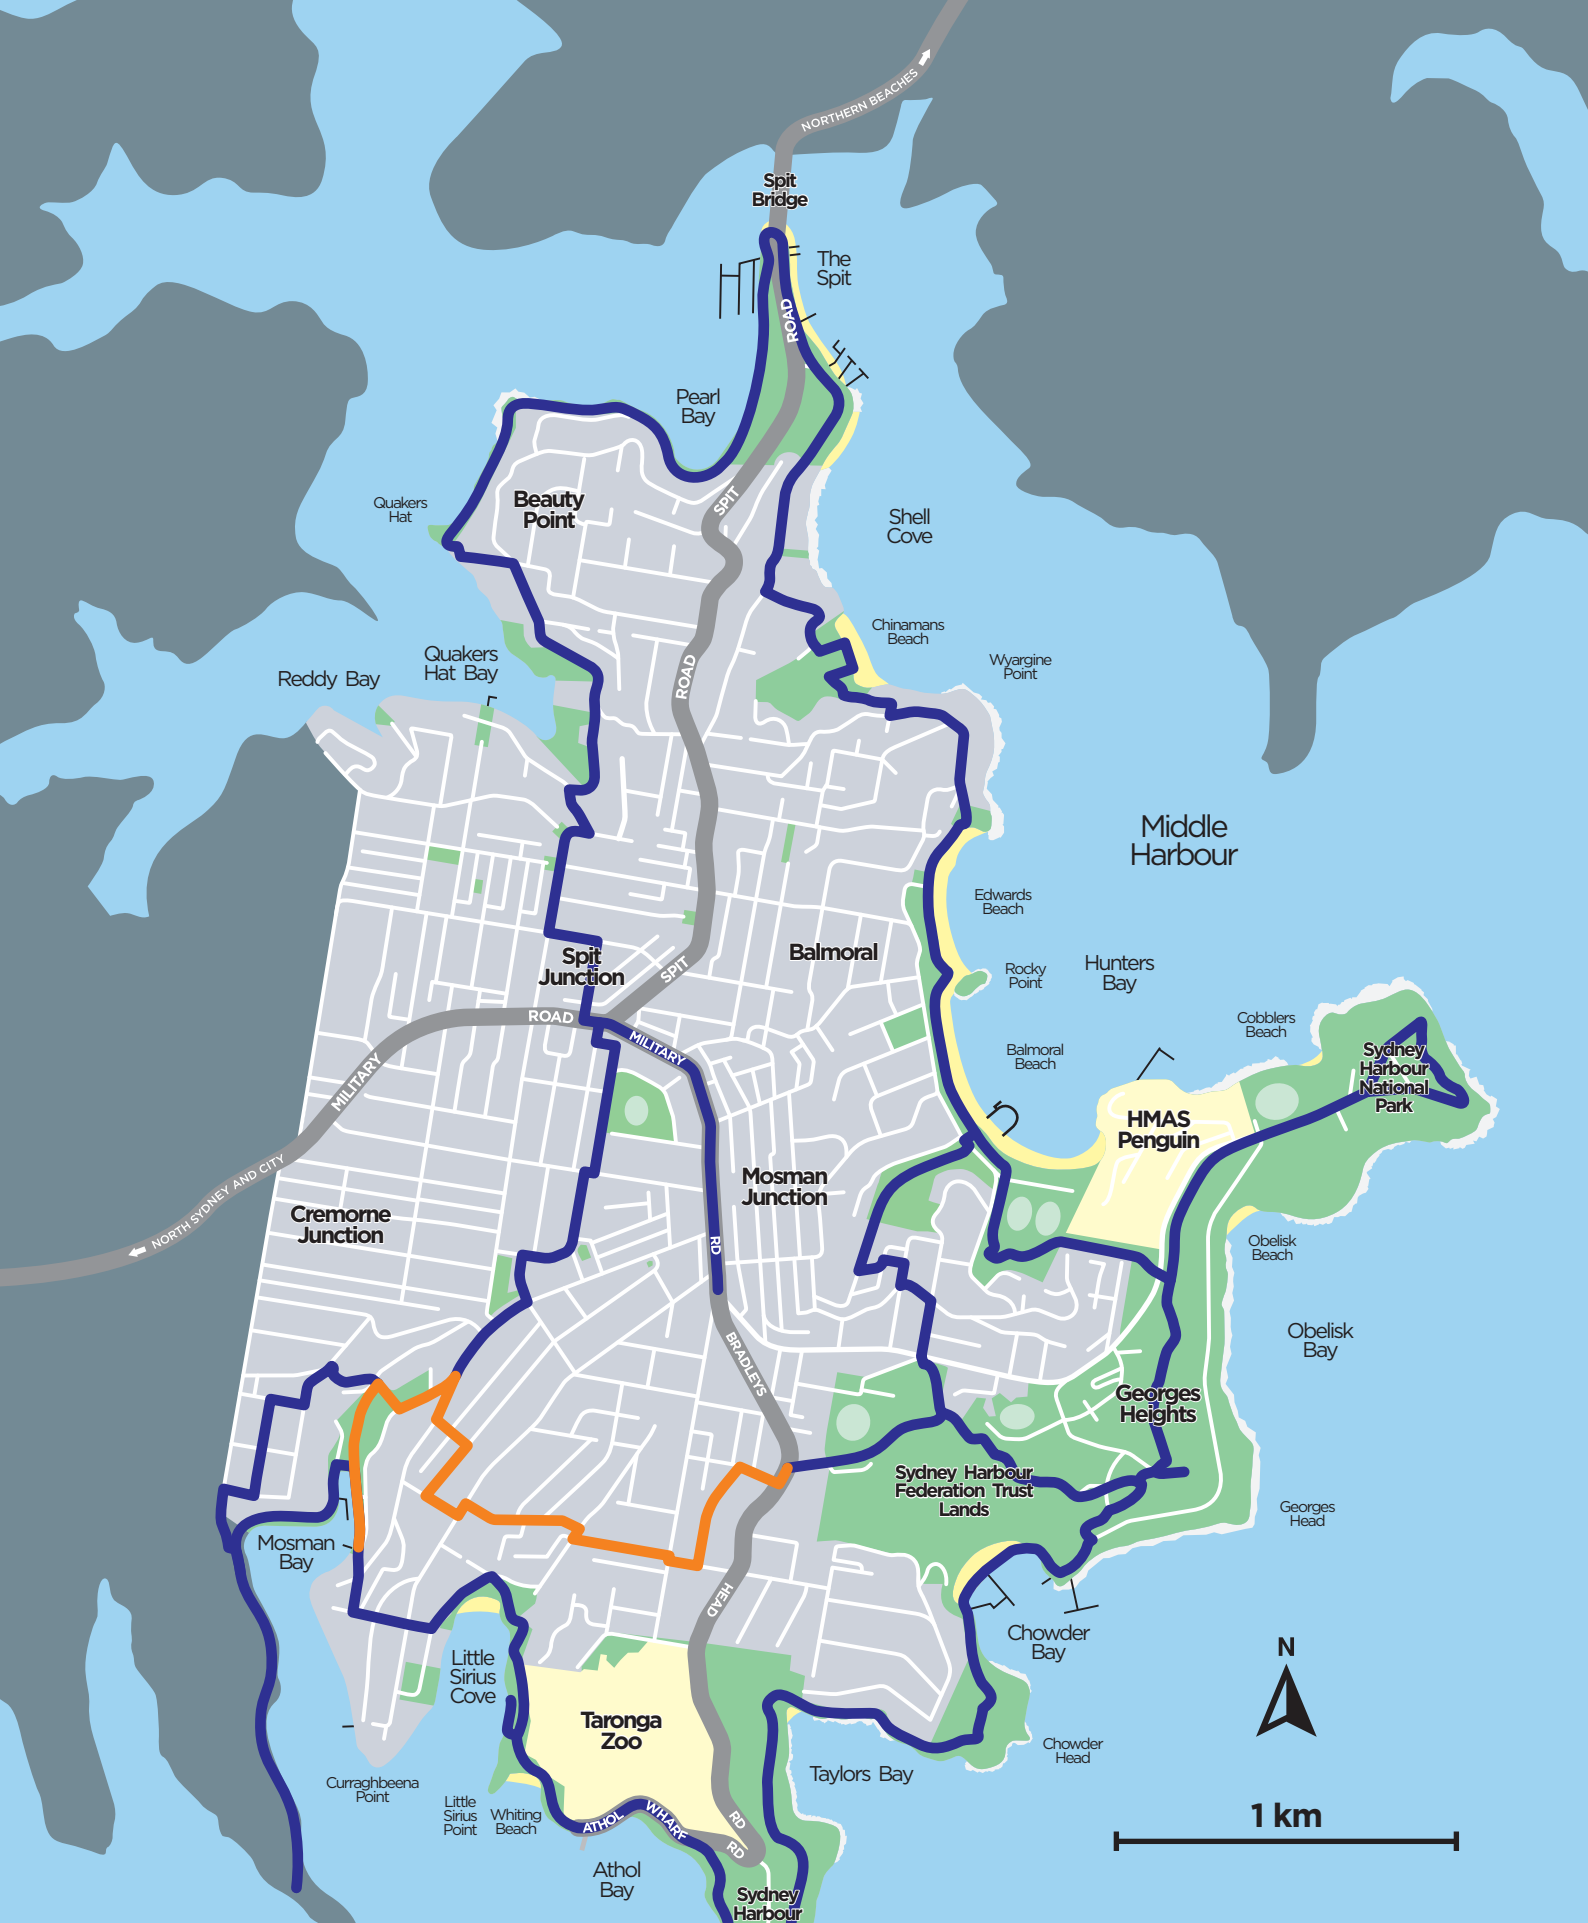 NORTHERN BEACHES
Spit
Bridge
The
Spit
ROAD
Pearl
Bay
Beauty
Point
Quakers
Hat
SPIT
Shell
Cove
Chinamans
Beach
Wyargine
Point
Quakers
Hat Bay
Reddy Bay
ROAD
Middle
Harbour
Edwards
Beach
Balmoral
Spit
Junction
SPIT
Rocky
Point
Hunters
Bay
Cobblers
Beach
ROAD
MILITARY
MILITARY
Balmoral
Beach
Sydney
Harbour
National
Park
HMAS
Penguin
NORTH SYDNEY AND CITY
Mosman
Junction
Cremorne
Junction
RD
Obelisk
Beach
Obelisk
Bay
BRADLEYS
Georges
Heights
Sydney Harbour
Federation Trust
Lands
Georges
Head
Mosman
Bay
HEAD
Chowder
Bay
N
Little
Sirius
Cove
Taronga
Zoo
Chowder
Head
Taylors Bay
Curraghbeena
Point
Little
Sirius
Point
Whiting
Beach
ATHOL
WHARF
RD
RD
1 km
Athol
Bay
Sydney
Harbour